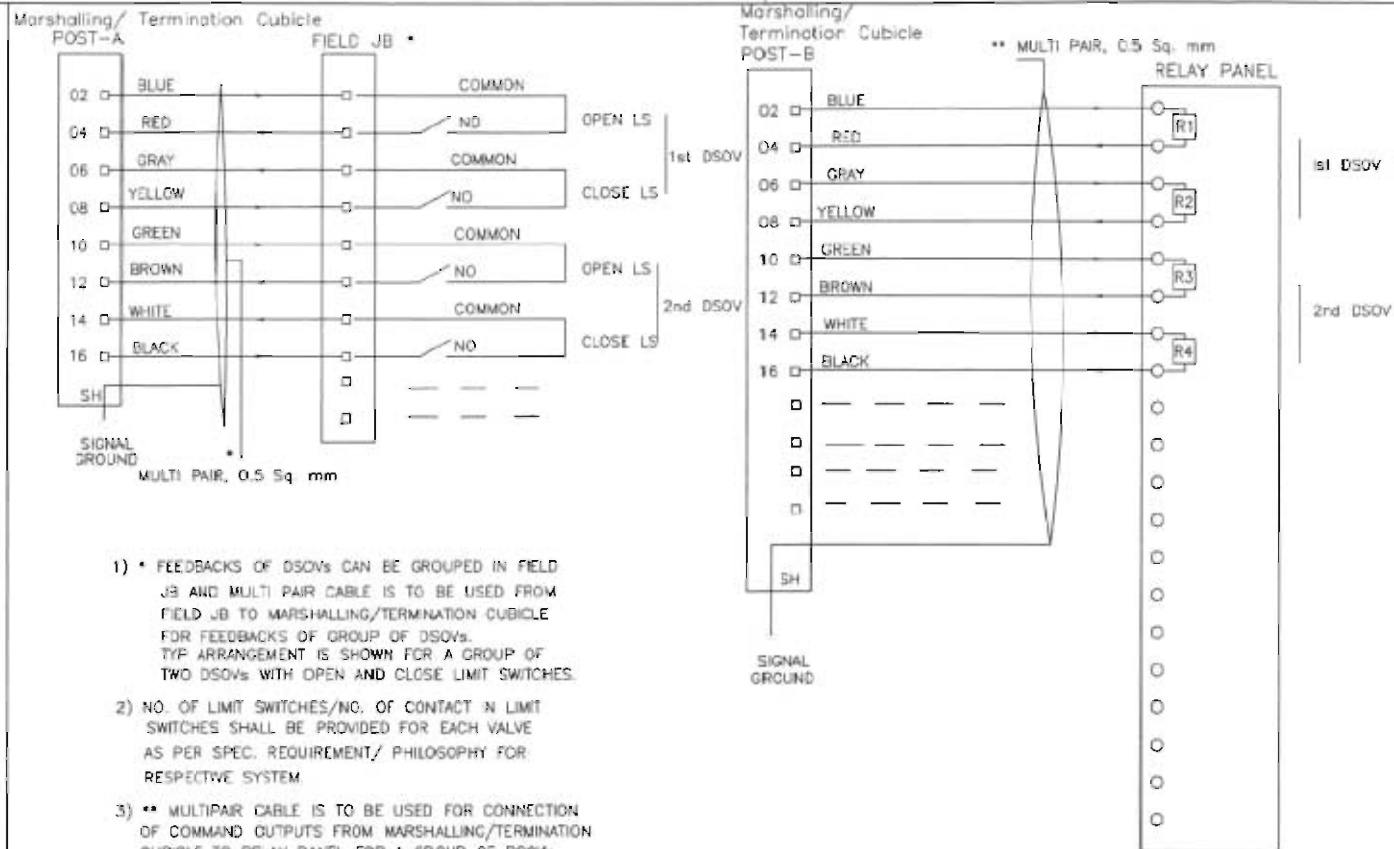 Marshalling/ Termination Cubicle
POST-A
FIELD JB *
02 BLUE COMMON
04 RED NO OPEN LS
06 GRAY COMMON
08 YELLOW NO CLOSE LS
1st DSOV
10 GREEN COMMON
12 BROWN NO OPEN LS
14 WHITE COMMON
16 BLACK NO CLOSE LS
2nd DSOV
SH
SIGNAL
GROUND
*
MULTI PAIR, 0.5 Sq. mm
Marshalling/
Termination Cubicle
POST-B
** MULTI PAIR, 0.5 Sq. mm
RELAY PANEL
02 BLUE
R1
04 RED
06 GRAY
R2
08 YELLOW
1st DSOV
10 GREEN
R3
12 BROWN
14 WHITE
R4
16 BLACK
2nd DSOV
SH
SIGNAL
GROUND
1) * FEEDBACKS OF DSOVs CAN BE GROUPED IN FIELD
JB AND MULTI PAIR CABLE IS TO BE USED FROM
FIELD JB TO MARSHALLING/TERMINATION CUBICLE
FOR FEEDBACKS OF GROUP OF DSOVs.
TYP ARRANGEMENT IS SHOWN FOR A GROUP OF
TWO DSOVs WITH OPEN AND CLOSE LIMIT SWITCHES.
2) NO. OF LIMIT SWITCHES/NO. OF CONTACT N LIMIT
SWITCHES SHALL BE PROVIDED FOR EACH VALVE
AS PER SPEC. REQUIREMENT/ PHILOSOPHY FOR
RESPECTIVE SYSTEM
3) ** MULTIPAIR CABLE IS TO BE USED FOR CONNECTION
OF COMMAND OUTPUTS FROM MARSHALLING/TERMINATION
CUBICLE TO RELAY PANEL FOR A GROUP OF